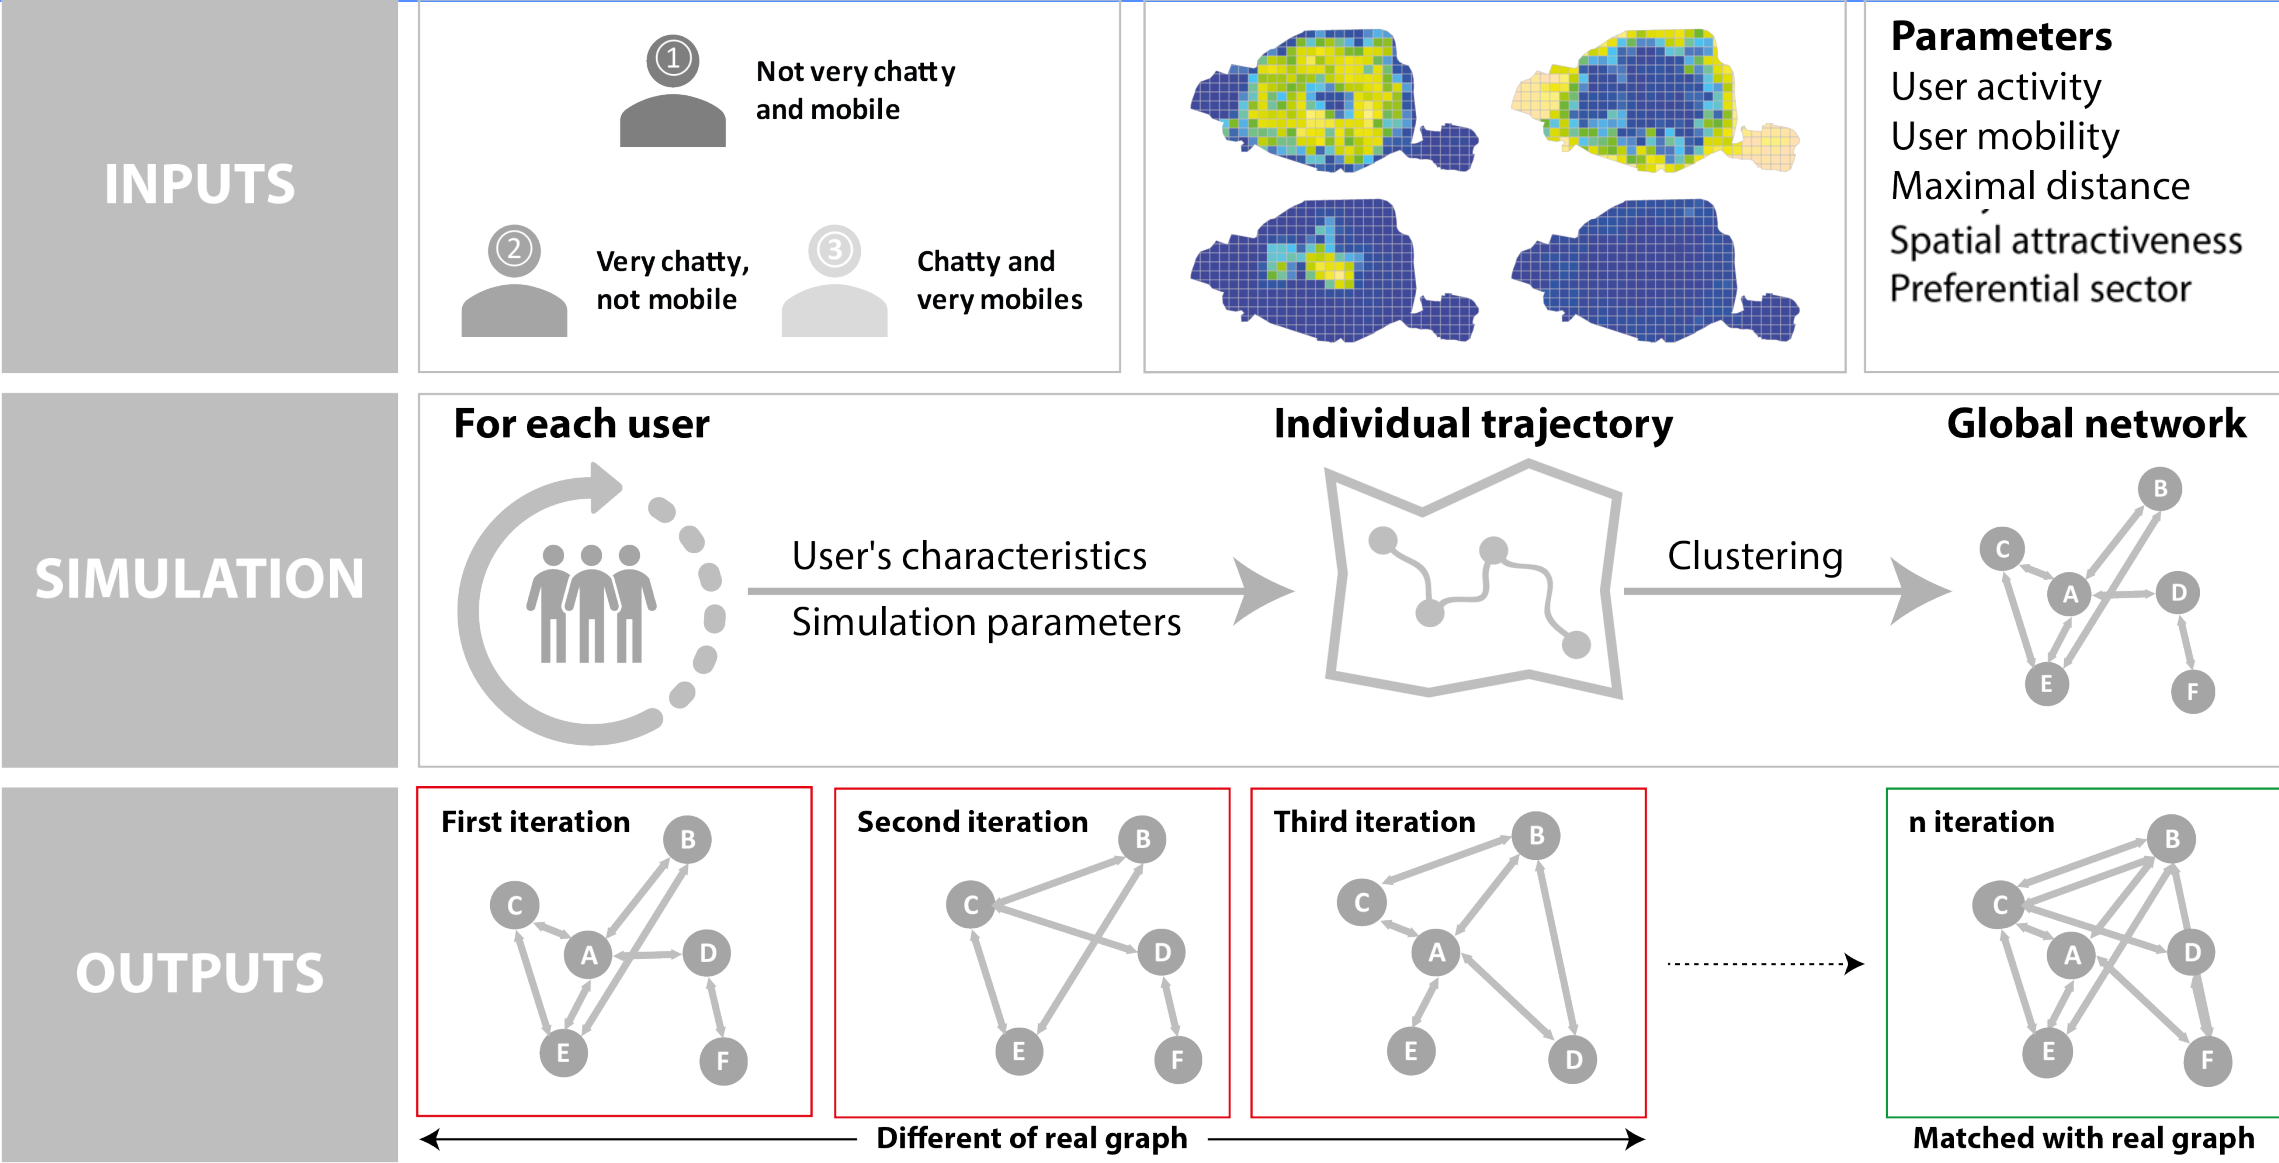 INPUTS
1
Not very chatty
and mobile
2
Very chatty,
not mobile
3
Chatty and
very mobiles
Parameters
User activity
User mobility
Maximal distance
Spatial attractiveness
Preferential sector
SIMULATION
For each user
User's characteristics
Simulation parameters
Individual trajectory
Clustering
Global network
B
C
A
D
E
F
OUTPUTS
First iteration
B
C
A
D
E
F
Second iteration
B
C
D
E
F
Third iteration
B
C
A
E
D
n iteration
B
C
A
D
E
F
Different of real graph
Matched with real graph